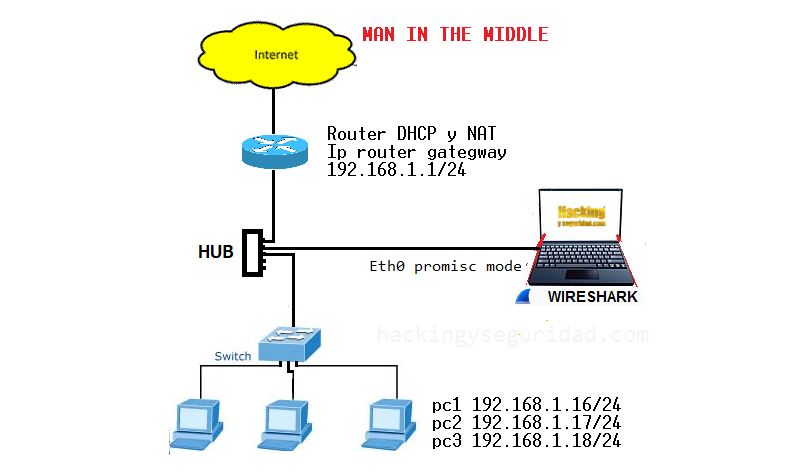 MAN IN THE MIDDLE
Internet
Router DHCP y NAT
Ip router gategway
192.168.1.1/24
Hacking
y seguridad.com
HUB
Eth0 promisc mode
WIRESHARK
hackingyseguridad.com
Switch
pc1 192.168.1.16/24
pc2 192.168.1.17/24
pc3 192.168.1.18/24